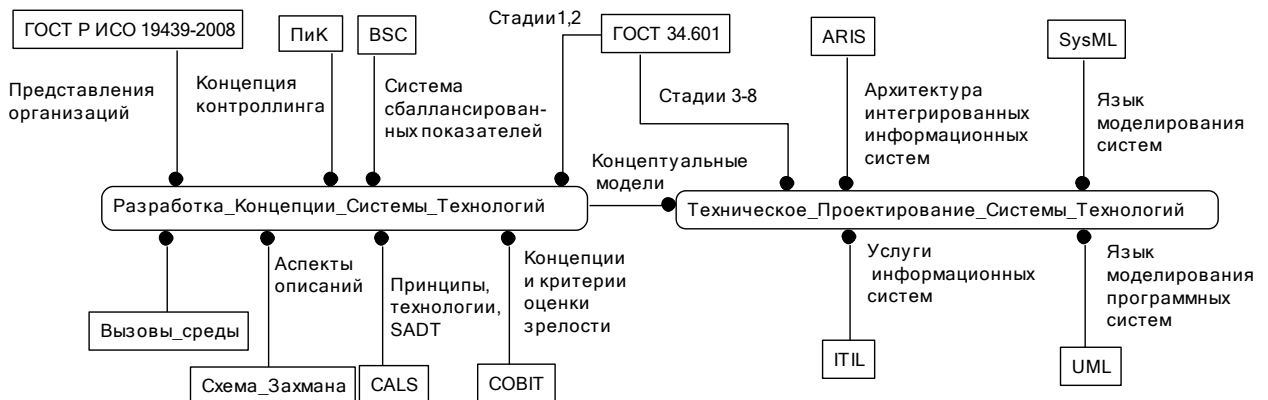 ГОСТ Р ИСО 19439-2008
ПиК
BSC
Стадии1,2
ГОСТ 34.601
ARIS
SysML
Представления
организаций
Концепция
контроллинга
Система
сбаллансирован-
ных показателей
Стадии 3-8
Архитектура
интегрированных
информационных
систем
Язык
моделирования
систем
Концептуальные
модели
Разработка_Концепции_Системы_Технологий
Техническое_Проектирование_Системы_Технологий
Аспекты
описаний
Принципы,
технологии,
SADT
Концепции
и критерии
оценки
зрелости
Услуги
информационных
систем
Язык
моделирования
программных
систем
Вызовы_среды
Схема_Захмана
CALS
COBIT
ITIL
UML